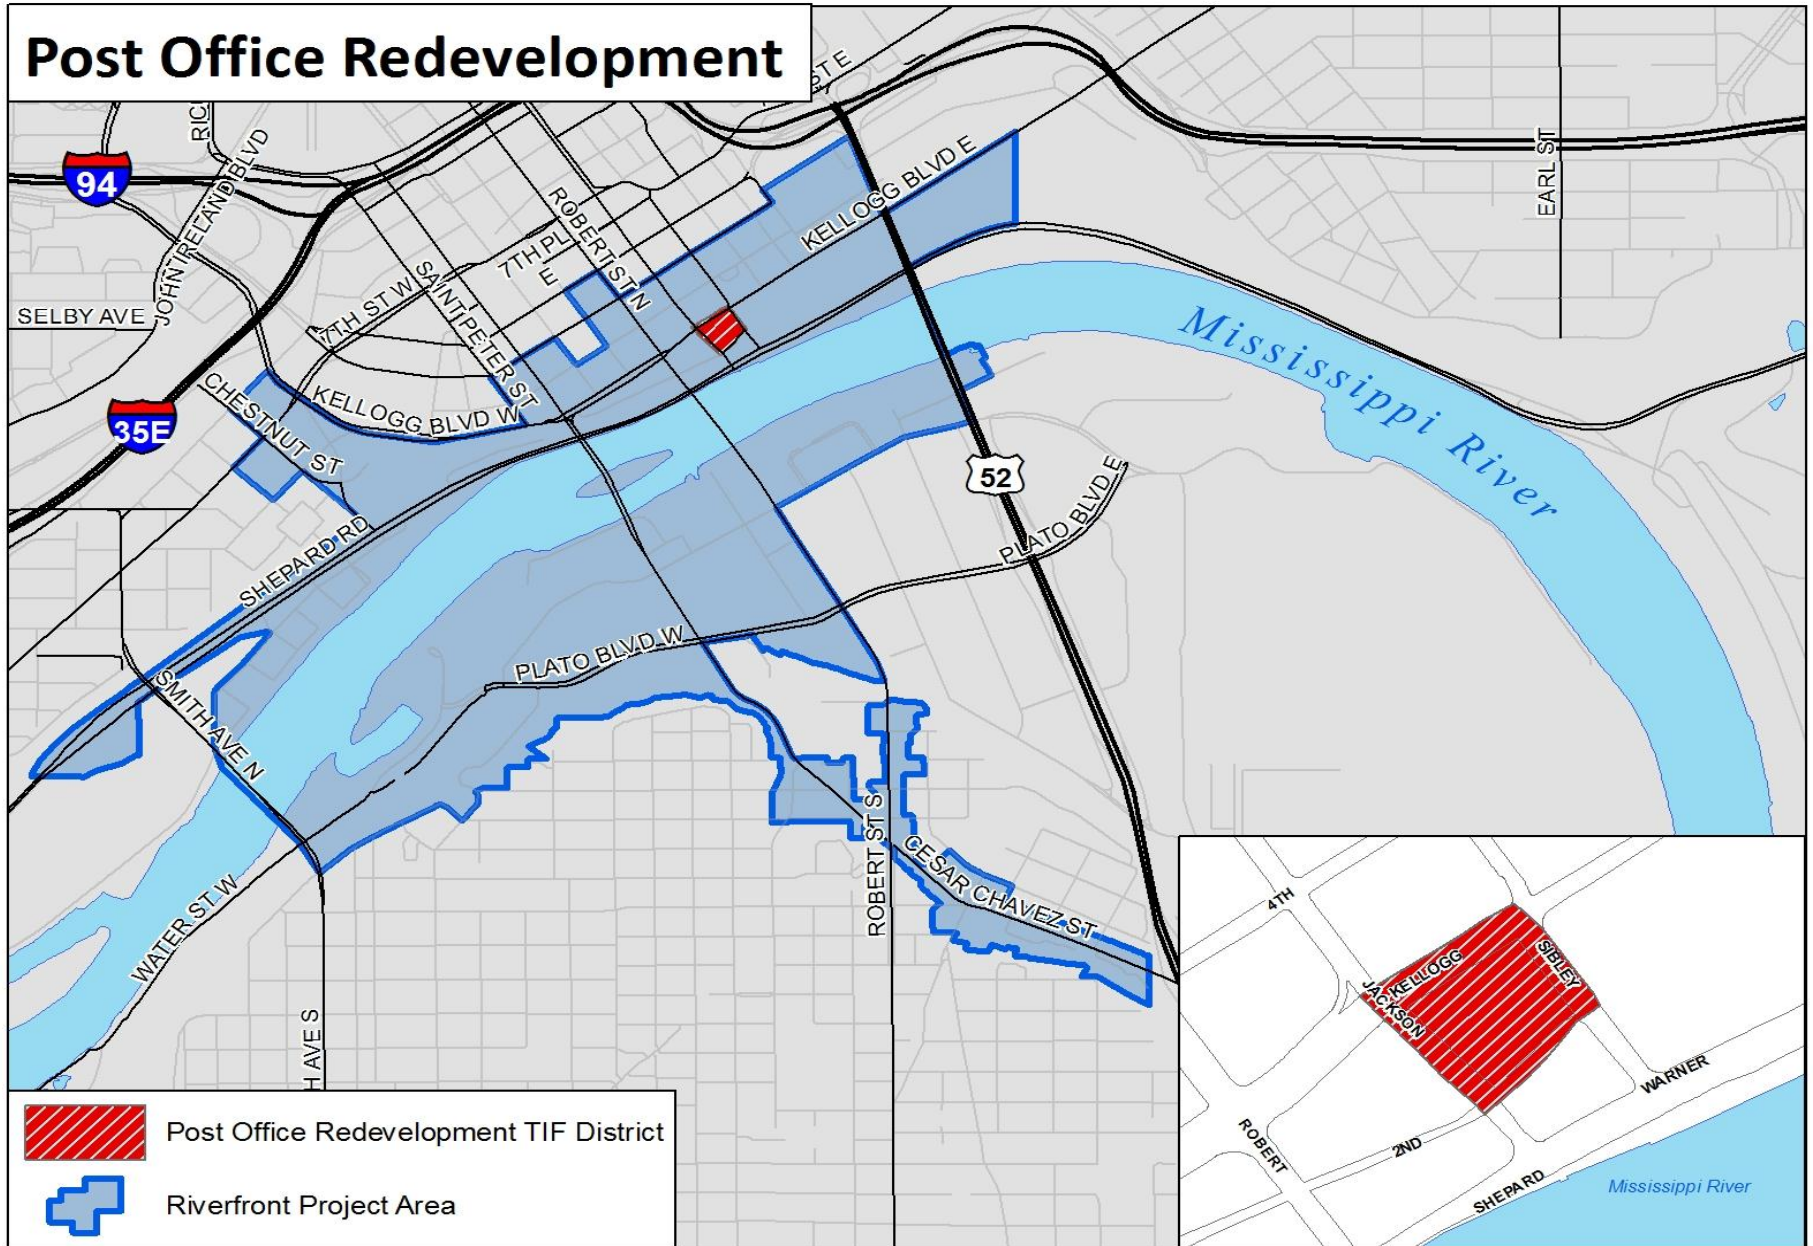 Post Office Redevelopment
ST E
RIC
94
JOHN IRELAND BLVD
EARL ST
KELLOGG BLVD E
ROBERT ST N
7TH PL
E
SAINT PETER ST
7TH ST W
SELBY AVE
Mississippi River
35E
CHESTNUT ST
KELLOGG BLVD W
52
PLATO BLVD E
SHEPARD RD
PLATO BLVD W
SMITH AVE N
ROBERT ST S
CESAR CHAVEZ ST
WATER ST W
H AVE S
4TH
KELLOGG
SIBLEY
JACKSON
WARNER
ROBERT
2ND
SHEPARD
Mississippi River
Post Office Redevelopment TIF District
Riverfront Project Area